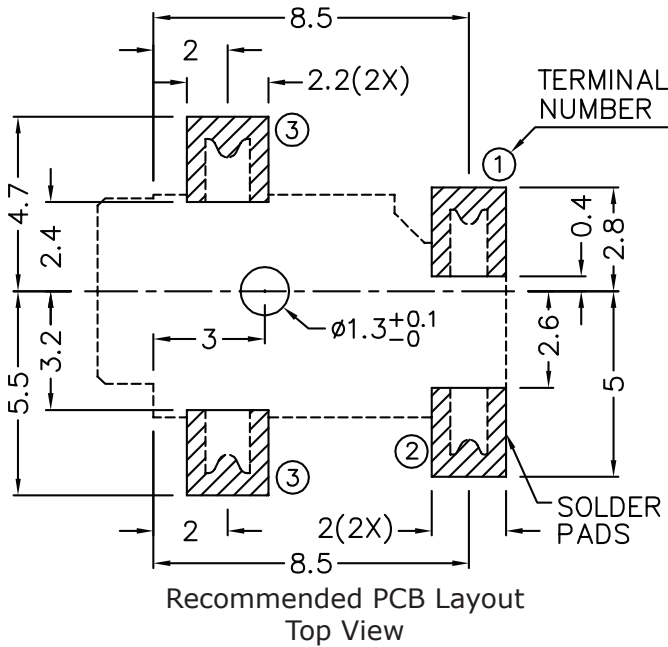 8.5
2
2.2(2X)
TERMINAL
NUMBER
3
1
4.7
2.4
0.4
2.8
3
ø1.3+0.1
-0
5.5
3.2
2.6
5
2
3
2
2(2X)
SOLDER
PADS
8.5
Recommended PCB Layout
Top View